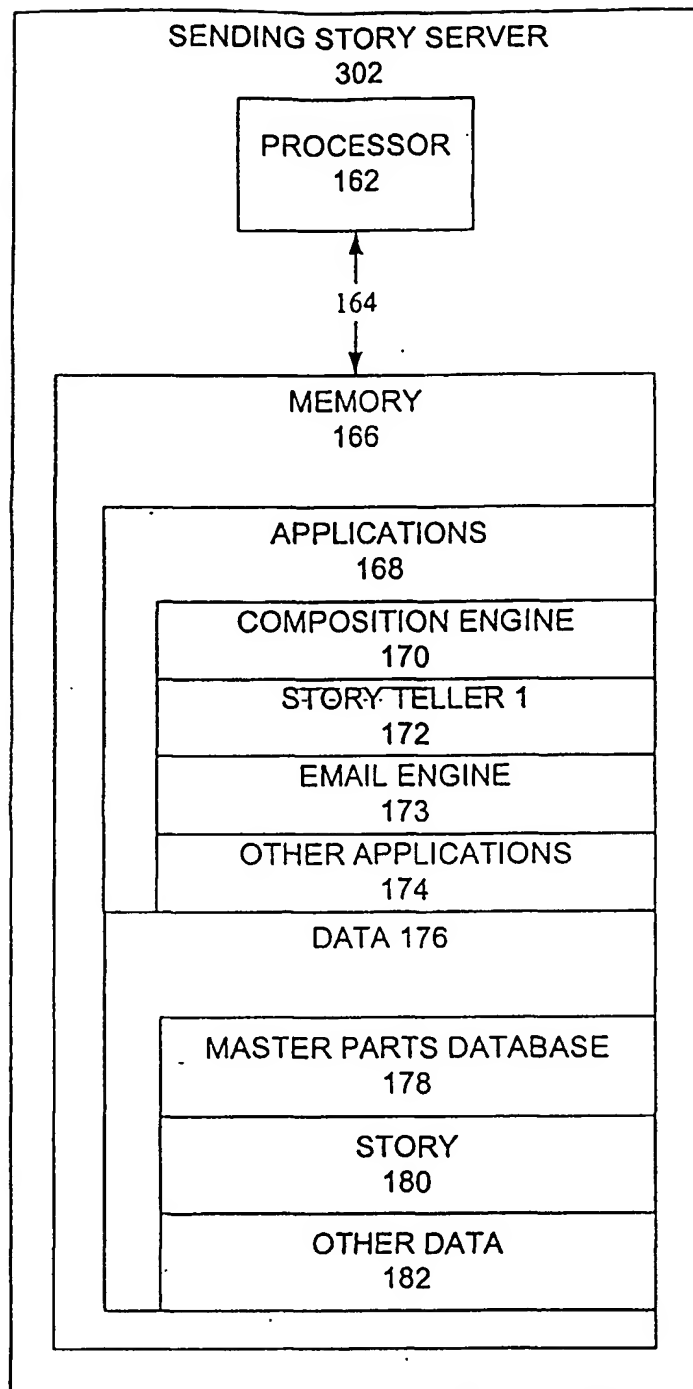 SENDING STORY SERVER
302
PROCESSOR
162
164
MEMORY
166
APPLICATIONS
168
COMPOSITION ENGINE
170
STORY TELLER 1
172
EMAIL ENGINE
173
OTHER APPLICATIONS
174
DATA 176
MASTER PARTS DATABASE
178
STORY
180
OTHER DATA
182